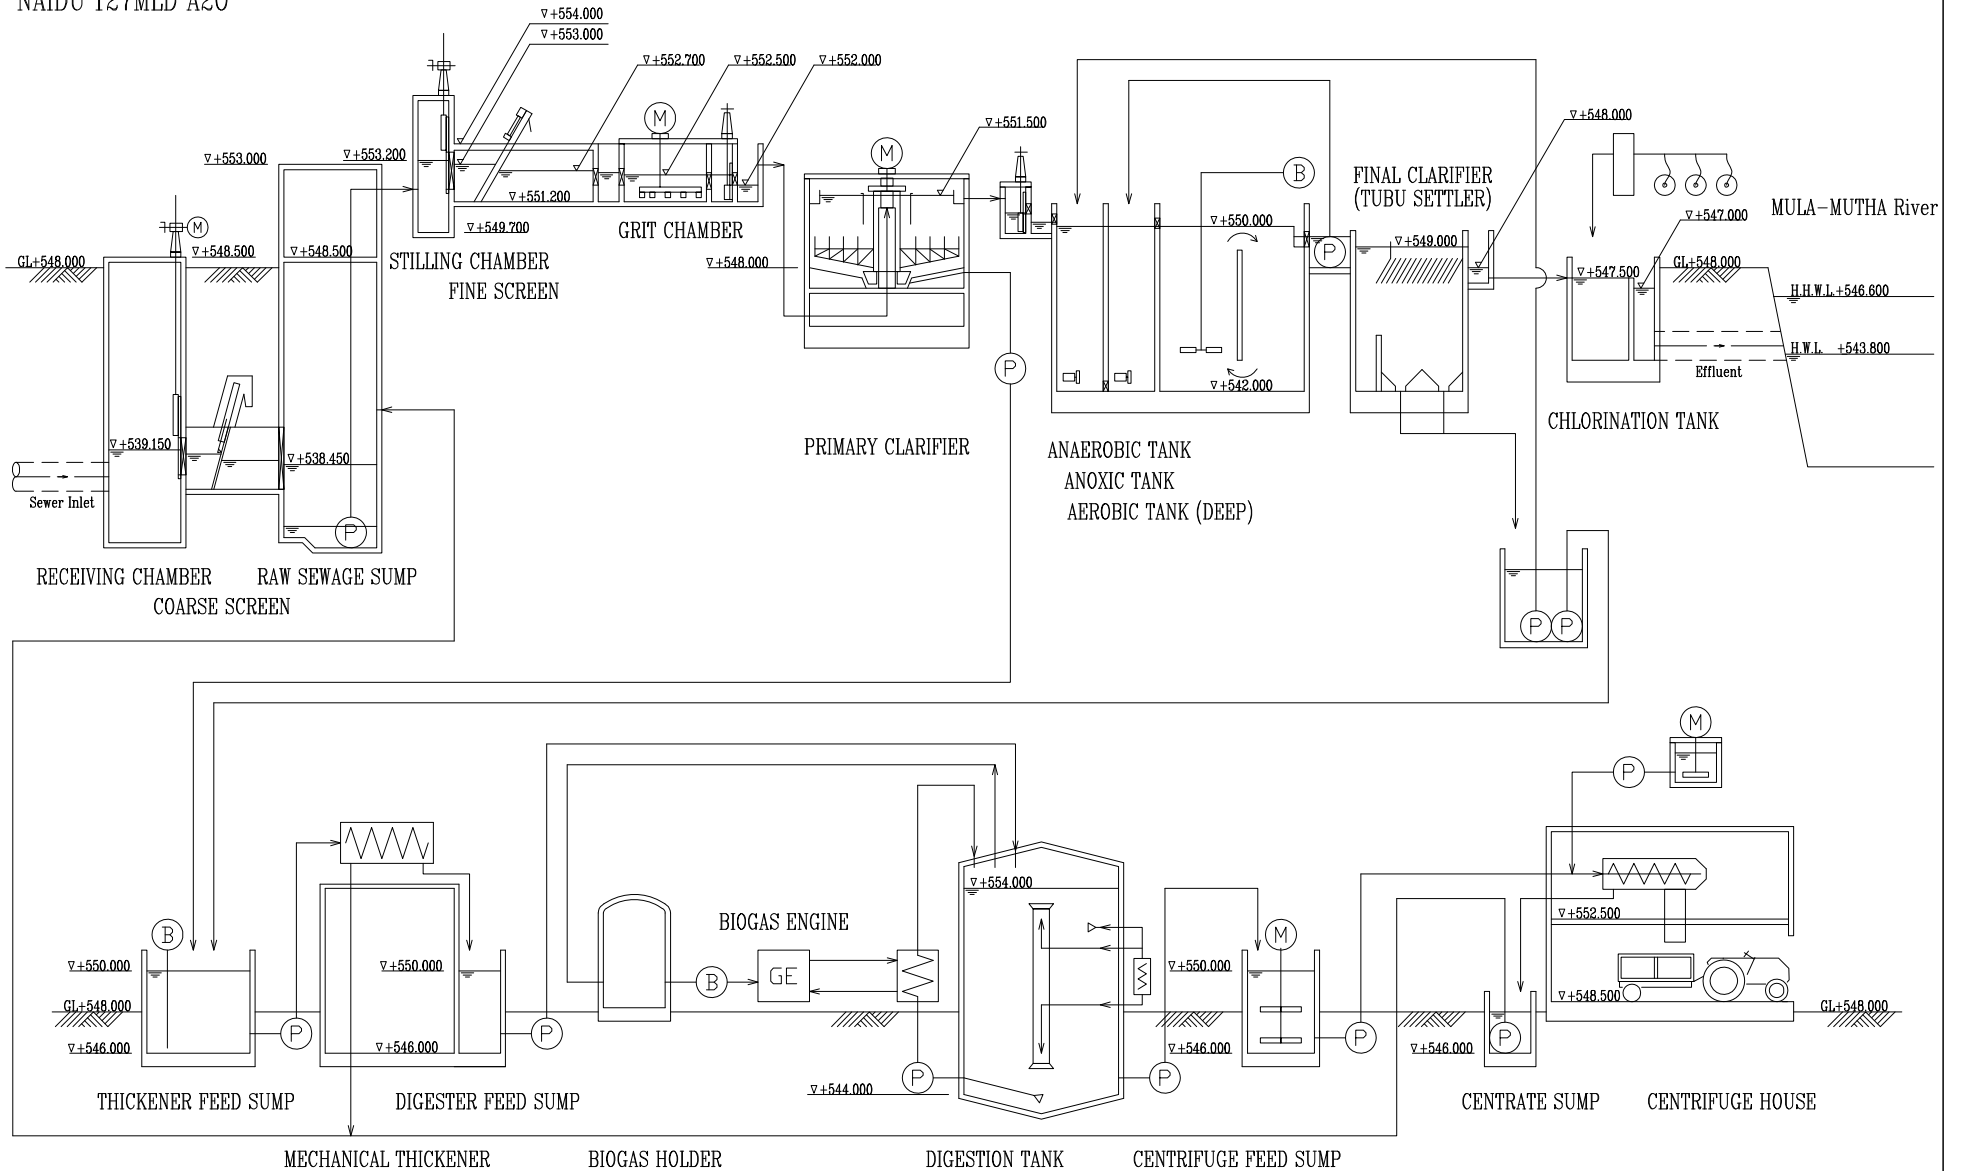 NAIDU 127MLD A2O
▽+554.000
▽+553.000
▽+552.700
▽+552.500
▽+552.000
▽+553.000
▽+553.200
M
▽+551.200
▽+549.700
GRIT CHAMBER
M
▽+551.500
▽+548.000
B
▽+550.000
▽+542.000
P
FINAL CLARIFIER
(TUBU SETTLER)
▽+549.000
▽+548.000
▽+547.000
MULA-MUTHA River
▽+547.500
GL+548.000
H.H.W.L.+546.600
H.W.L. +543.800
Effluent
M
▽+548.500
GL+548.000
▽+548.500
STILLING CHAMBER
FINE SCREEN
▽+539.150
▽+538.450
Sewer Inlet
P
P
PRIMARY CLARIFIER
ANAEROBIC TANK
ANOXIC TANK
AEROBIC TANK (DEEP)
CHLORINATION TANK
RECEIVING CHAMBER
RAW SEWAGE SUMP
COARSE SCREEN
P
P
M
P
B
▽+550.000
GL+548.000
▽+546.000
P
▽+550.000
▽+546.000
P
BIOGAS ENGINE
B
GE
P
▽+554.000
▽+544.000
P
M
▽+550.000
▽+546.000
P
▽+552.500
▽+548.500
GL+548.000
▽+546.000
P
THICKENER FEED SUMP
DIGESTER FEED SUMP
CENTRATE SUMP
CENTRIFUGE HOUSE
MECHANICAL THICKENER
BIOGAS HOLDER
DIGESTION TANK
CENTRIFUGE FEED SUMP